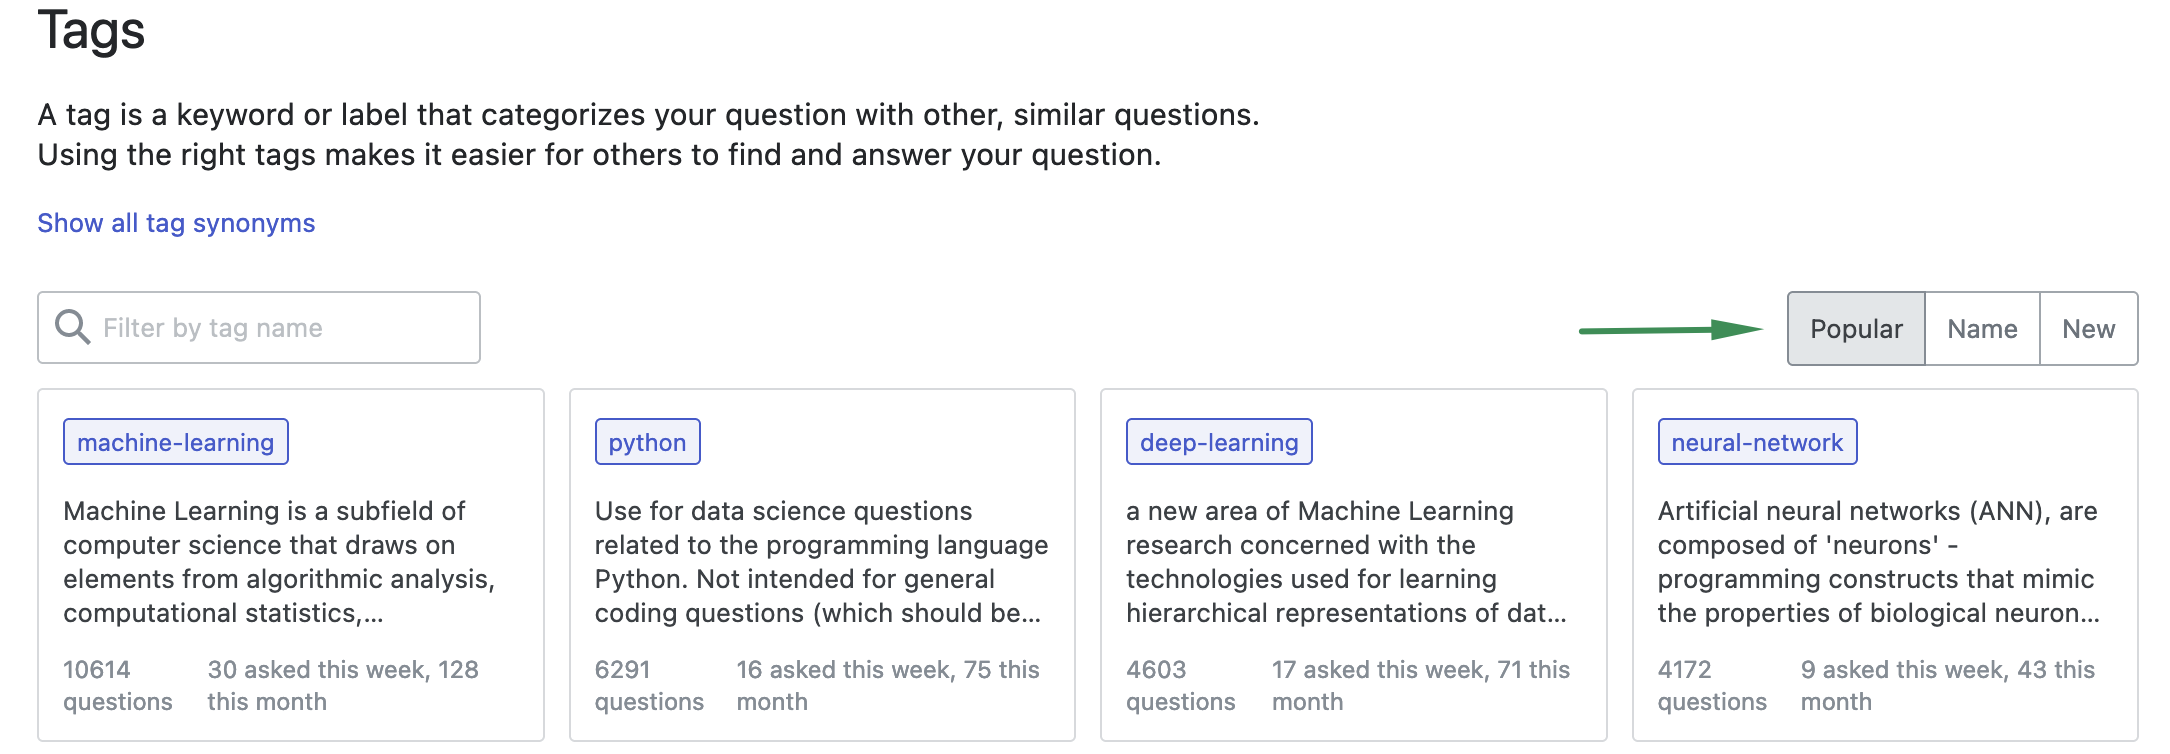 Tags
A tag is a keyword or label that categorizes your question with other, similar questions.
Using the right tags makes it easier for others to find and answer your question.
Show all tag synonyms
Filter by tag name
Popular
Name
New
machine-learning
Machine Learning is a subfield of
computer science that draws on
elements from algorithmic analysis,
computational statistics,...
10614
questions
30 asked this week, 128
this month
python
Use for data science questions
related to the programming language
Python. Not intended for general
coding questions (which should be...
6291
questions
16 asked this week, 75 this
month
deep-learning
a new area of Machine Learning
research concerned with the
technologies used for learning
hierarchical representations of dat...
4603
questions
17 asked this week, 71 this
month
neural-network
Artificial neural networks (ANN), are
composed of 'neurons' -
programming constructs that mimic
the properties of biological neuron...
4172
questions
9 asked this week, 43 this
month